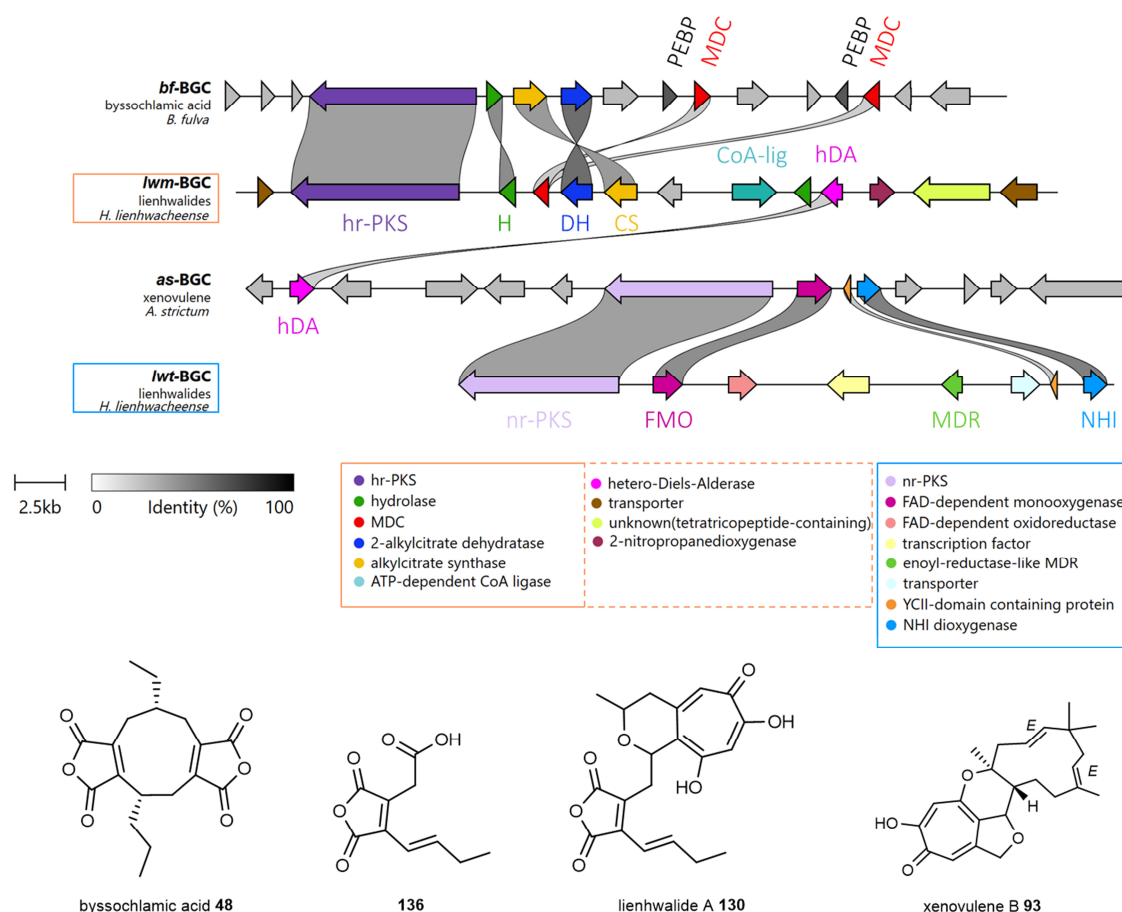 PEBP
MDC
PEBP
MDC
bf-BGC
byssochlamic acid
B. fulva
CoA-lig
hDA
lwm-BGC
lienhwalides
H. lienhwacheense
hr-PKS
H
DH
CS
as-BGC
xenovulene
A. strictum
hDA
lwt-BGC
lienhwalides
H. lienhwacheense
nr-PKS
FMO
MDR
NHI
2.5kb
0
Identity (%)
100
hr-PKS
hydrolase
MDC
2-alkylcitrate dehydratase
alkylcitrate synthase
ATP-dependent CoA ligase
hetero-Diels-Alderase
transporter
unknown(tetratricopeptide-containing)
2-nitropropanedioxygenase
nr-PKS
FAD-dependent monooxygenase
FAD-dependent oxidoreductase
transcription factor
enoyl-reductase-like MDR
transporter
YCII-domain containing protein
NHI dioxygenase
O
O
O
O
O
O
byssochlamic acid 48
O
OH
O
O
O
136
O
OH
O
HO
O
O
O
lienhwalide A 130
E
E
O
H
HO
O
O
xenovulene B 93